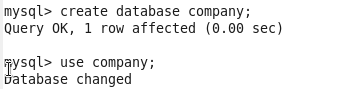 mysql> create database company;
Query OK, 1 row affected (0.00 sec)
mysql> use company;
Database changed